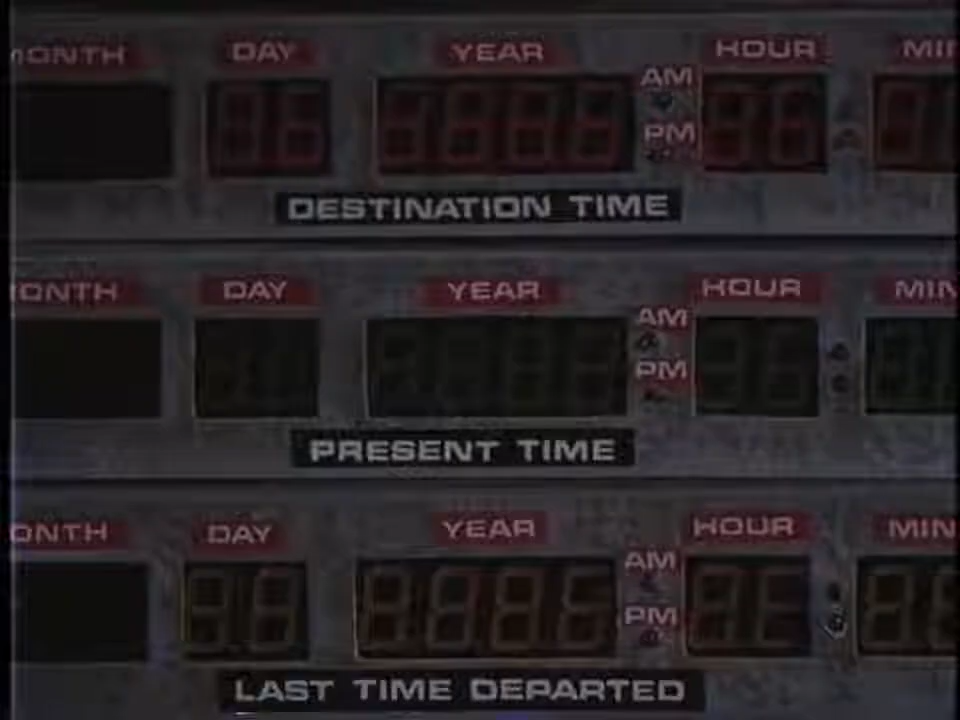 MONTH DAY YEAR AM PM HOUR MIN
DESTINATION TIME
ONTH DAY YEAR AM PM HOUR MIN
PRESENT TIME
ONTH DAY YEAR AM PM HOUR MIN
LAST TIME DEPARTED